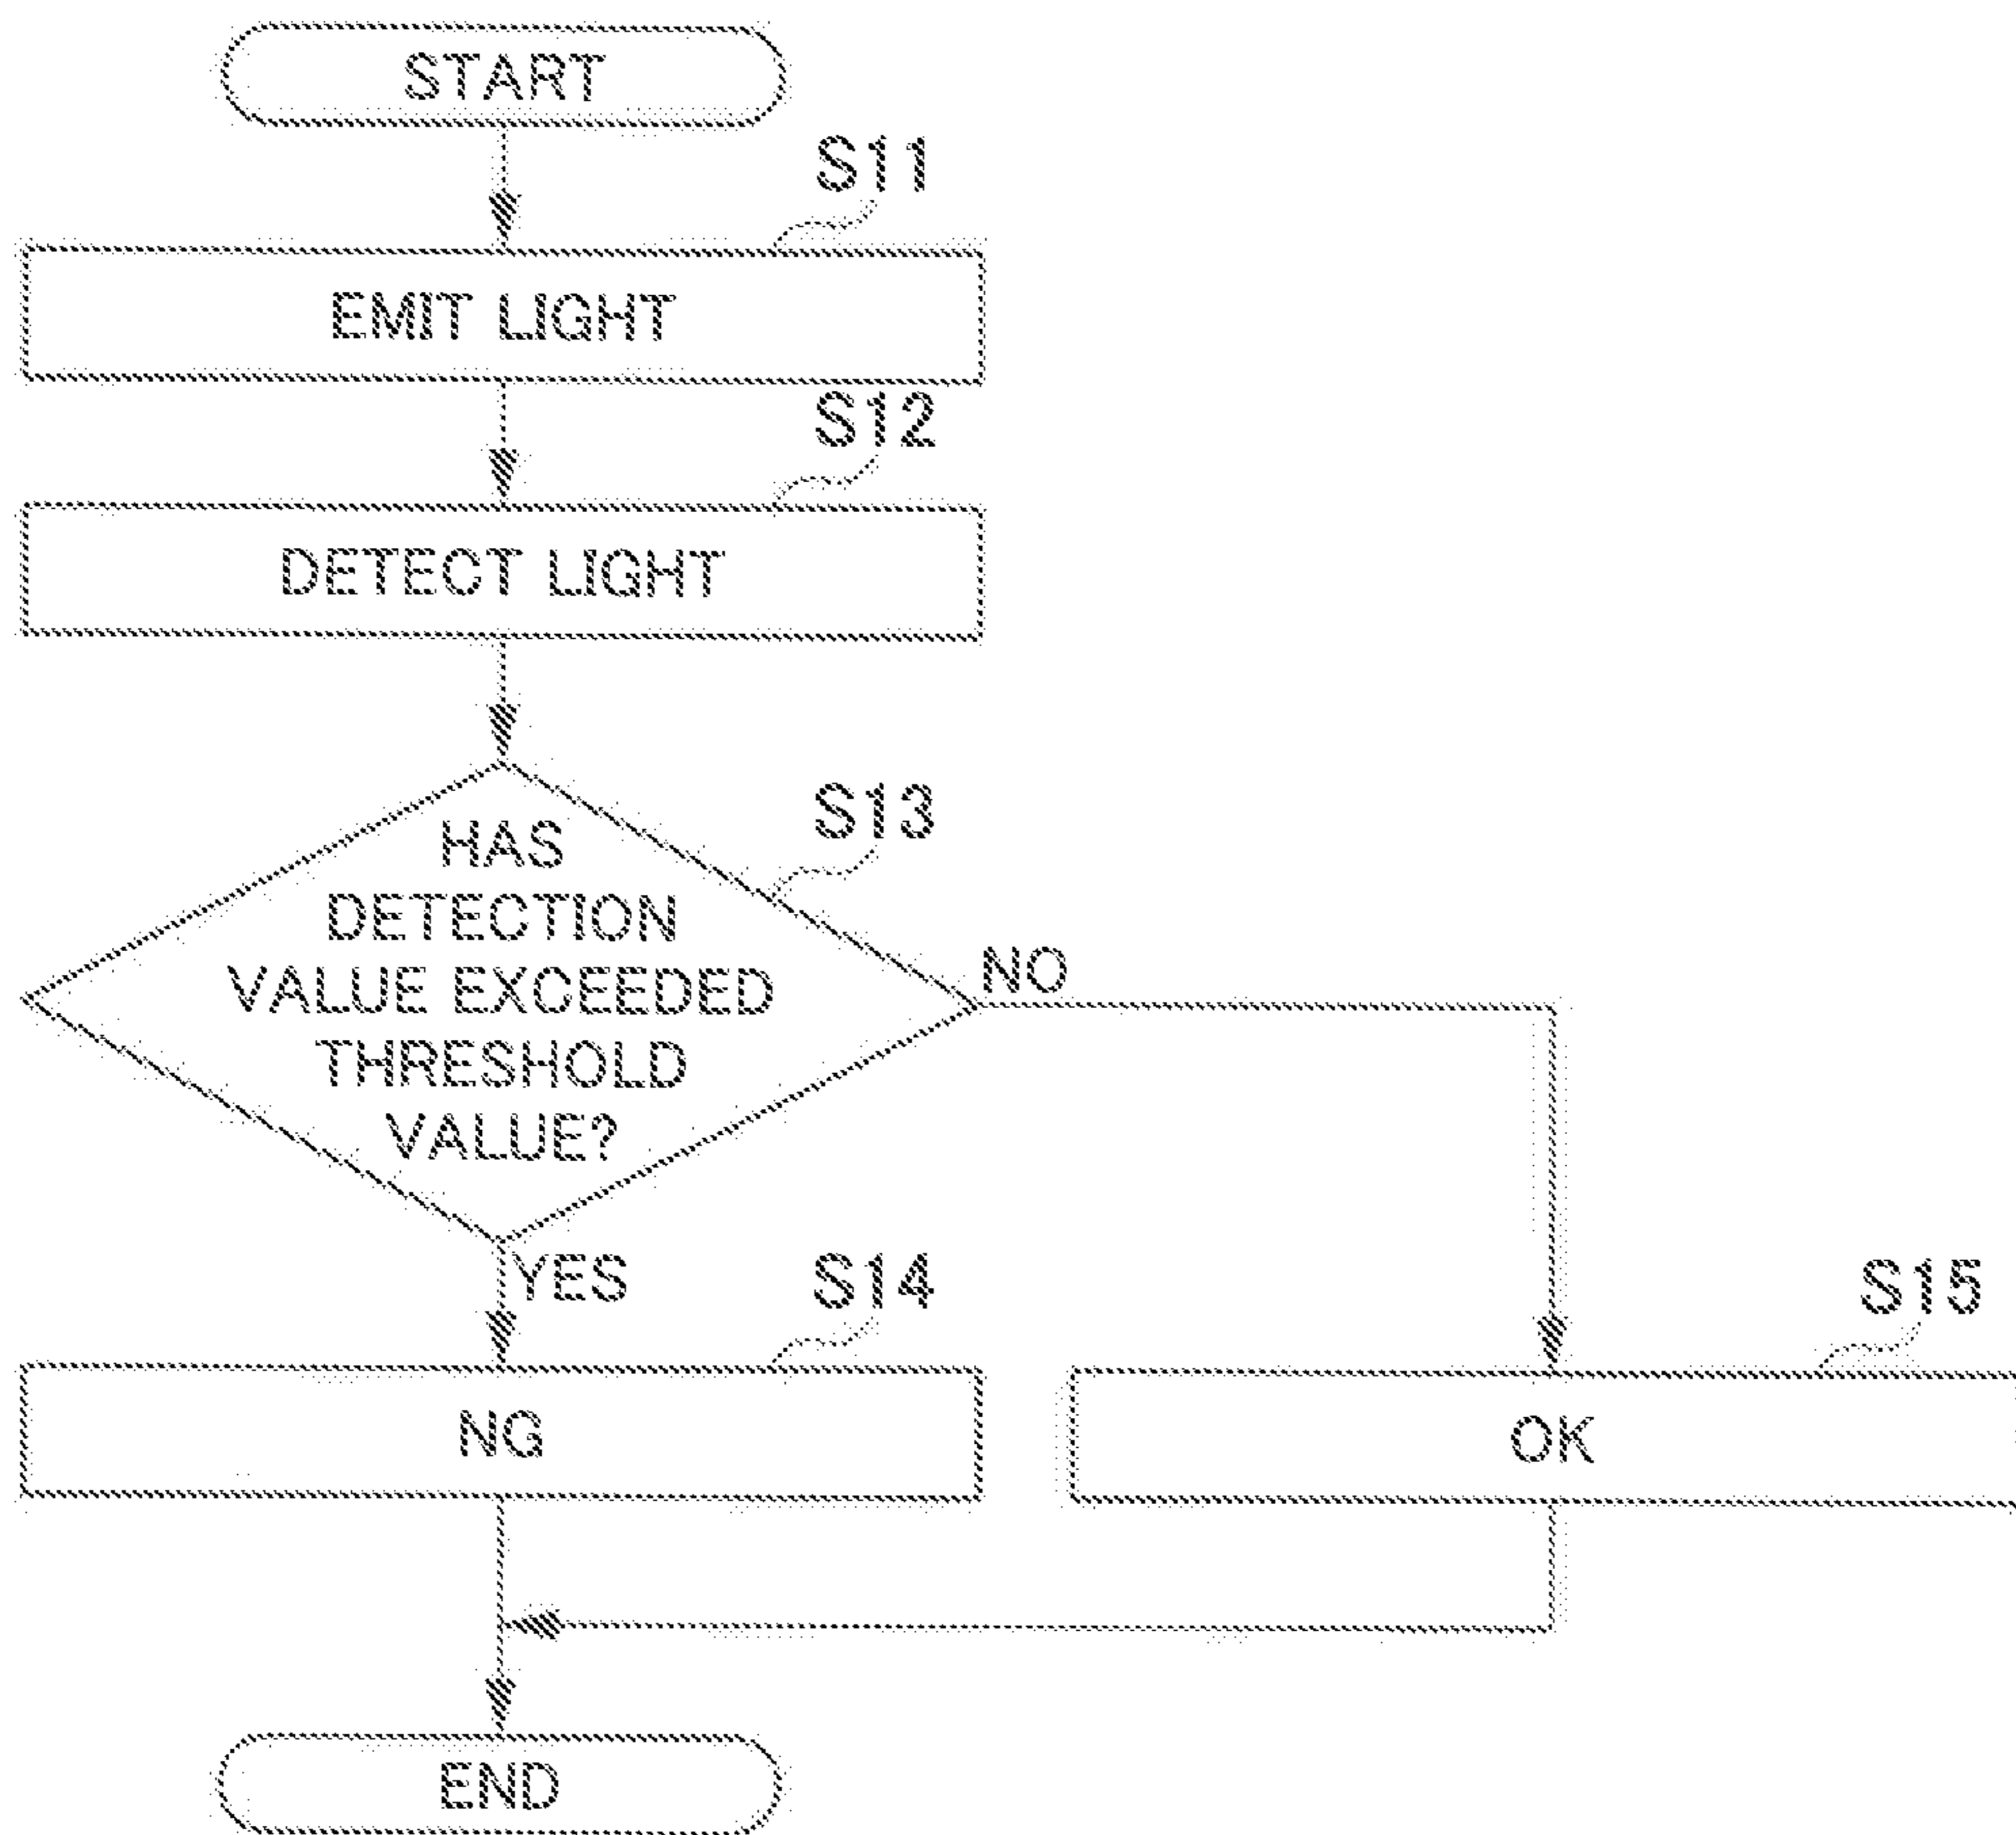 START
S11
EMIT LIGHT
S12
DETECT LIGHT
S13
HAS
DETECTION
VALUE EXCEEDED
THRESHOLD
VALUE?
NO
YES
S14
NG
S15
OK
END